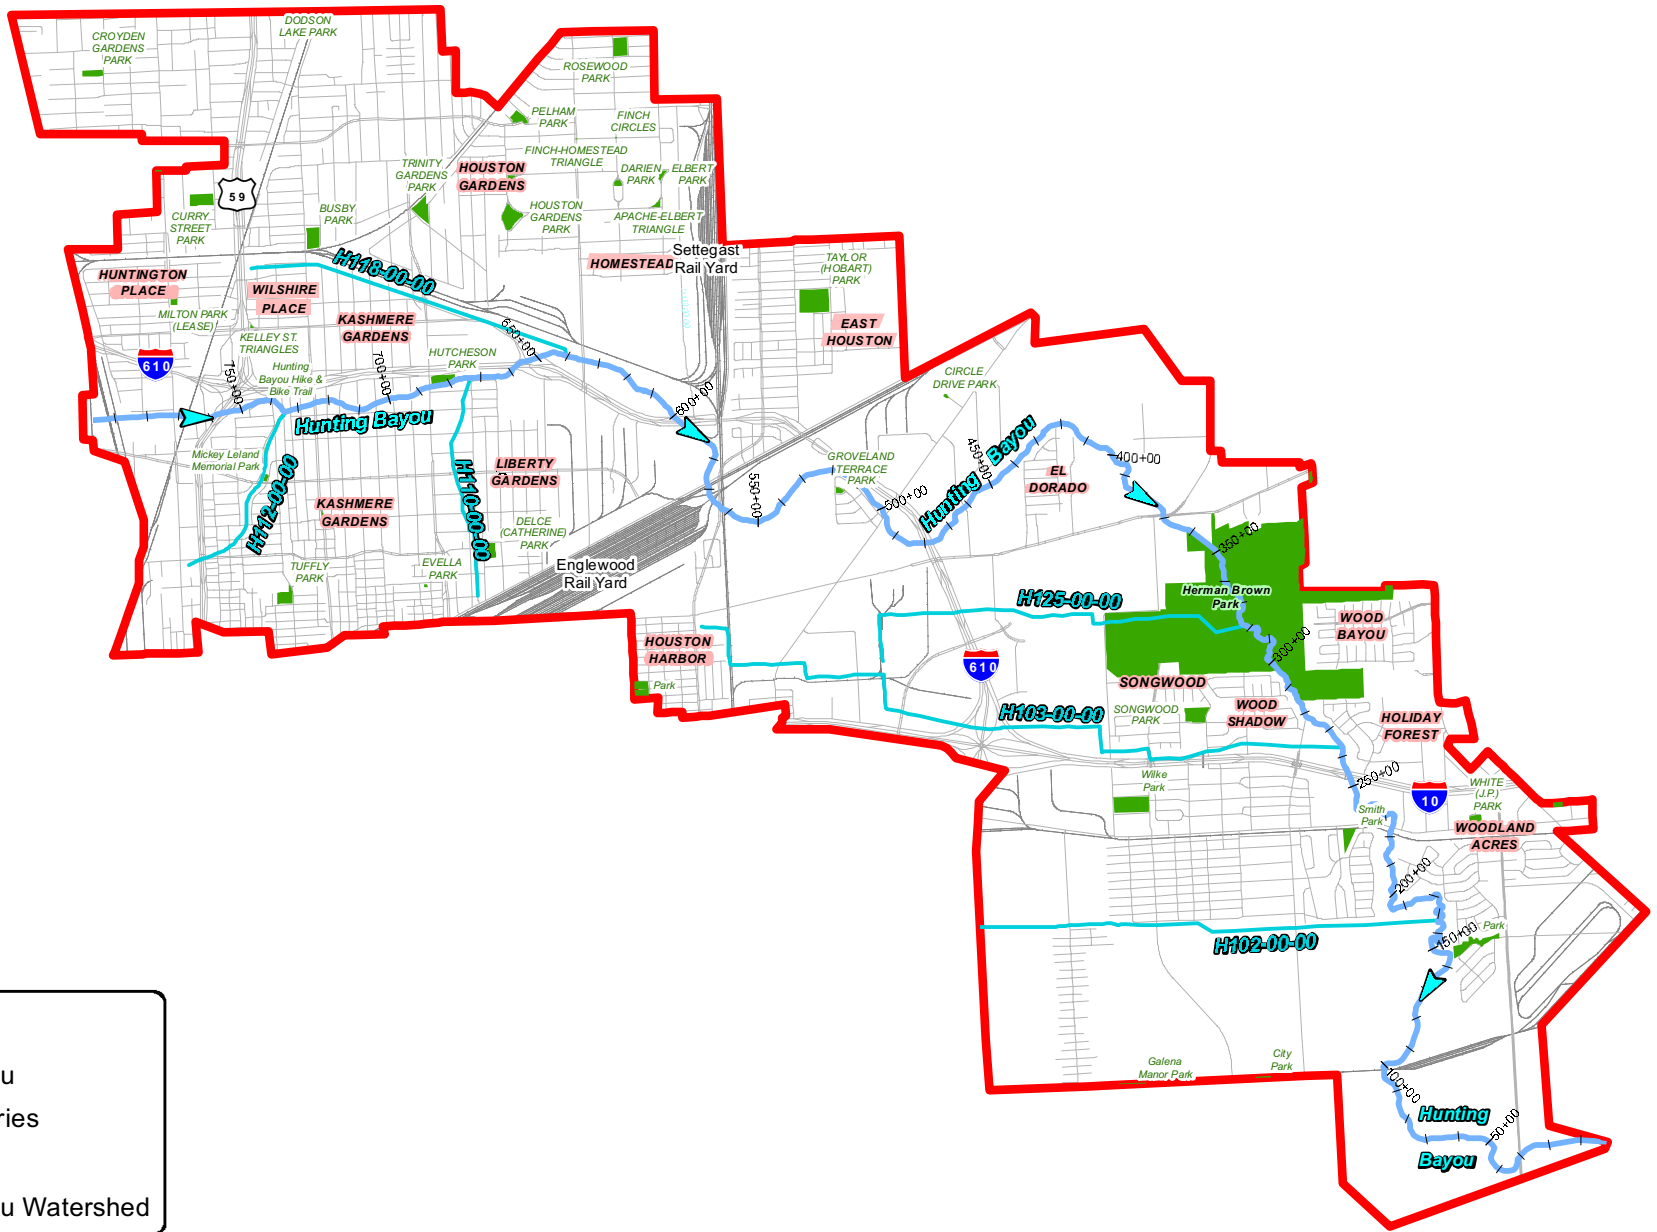 CROYDEN
GARDENS
PARK
DODSON
LAKE PARK
ROSEWOOD
PARK
PELHAM
PARK
FINCH
CIRCLES
FINCH-HOMESTEAD
TRIANGLE
TRINITY
GARDENS
PARK
HOUSTON
GARDENS
DARIEN
PARK
ELBERT
PARK
59
CURRY
STREET
PARK
BUSBY
PARK
HOUSTON
GARDENS
PARK
APACHE-ELBERT
TRIANGLE
HOMESTEAD
Settegast
Rail Yard
TAYLOR
(HOBART)
PARK
HUNTINGTON
PLACE
H118-00-00
WILSHIRE
PLACE
MILTON PARK
(LEASE)
KASHMERE
GARDENS
EAST
HOUSTON
KELLEY ST.
TRIANGLES
650+00
610
750+00
Hunting
Bayou Hike &
Bike Trail
700+00
HUTCHESON
PARK
CIRCLE
DRIVE PARK
600+00
Hunting Bayou
Mickey Leland
Memorial Park
H112-00-00
H110-00-00
LIBERTY
GARDENS
KASHMERE
GARDENS
550+00
GROVELAND
TERRACE
PARK
500+00
450+00
Hunting Bayou
400+00
EL
DORADO
DELCE
(CATHERINE)
PARK
EVELLA
PARK
TUFFLY
PARK
Englewood
Rail Yard
350+00
Herman Brown
Park
H125-00-00
WOOD
BAYOU
HOUSTON
HARBOR
Park
610
300+00
SONGWOOD
SONGWOOD
PARK
WOOD
SHADOW
H103-00-00
HOLIDAY
FOREST
Wilke
Park
250+00
10
WHITE
(J.P.)
PARK
Smith
Park
WOODLAND
ACRES
200+00
H102-00-00
150+00
Park
Galena
Manor Park
City
Park
100+00
Hunting
Bayou
50+00
u
ries
u Watershed